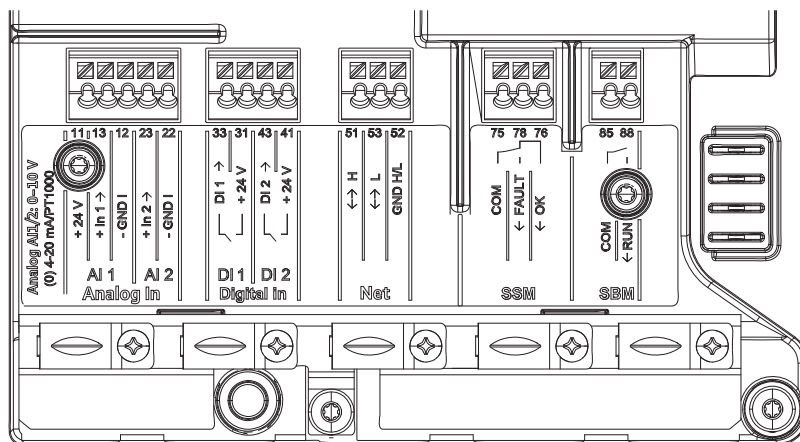 11 13 12 23 22
33 31 43 41
51 53 52
75 78 76
85 88
Analog AI1/2: 0–10 V
(0) 4-20 mA/PT1000
+ 24 V
+ In 1 →
- GND I
+ In 2 →
- GND I
AI 1
AI 2
Analog In
DI 1 →
+ 24 V
DI 2 →
+ 24 V
DI 1
DI 2
Digital in
←→ H
←→ L
GND H/L
Net
COM
← FAULT
← OK
SSM
COM
← RUN
SBM